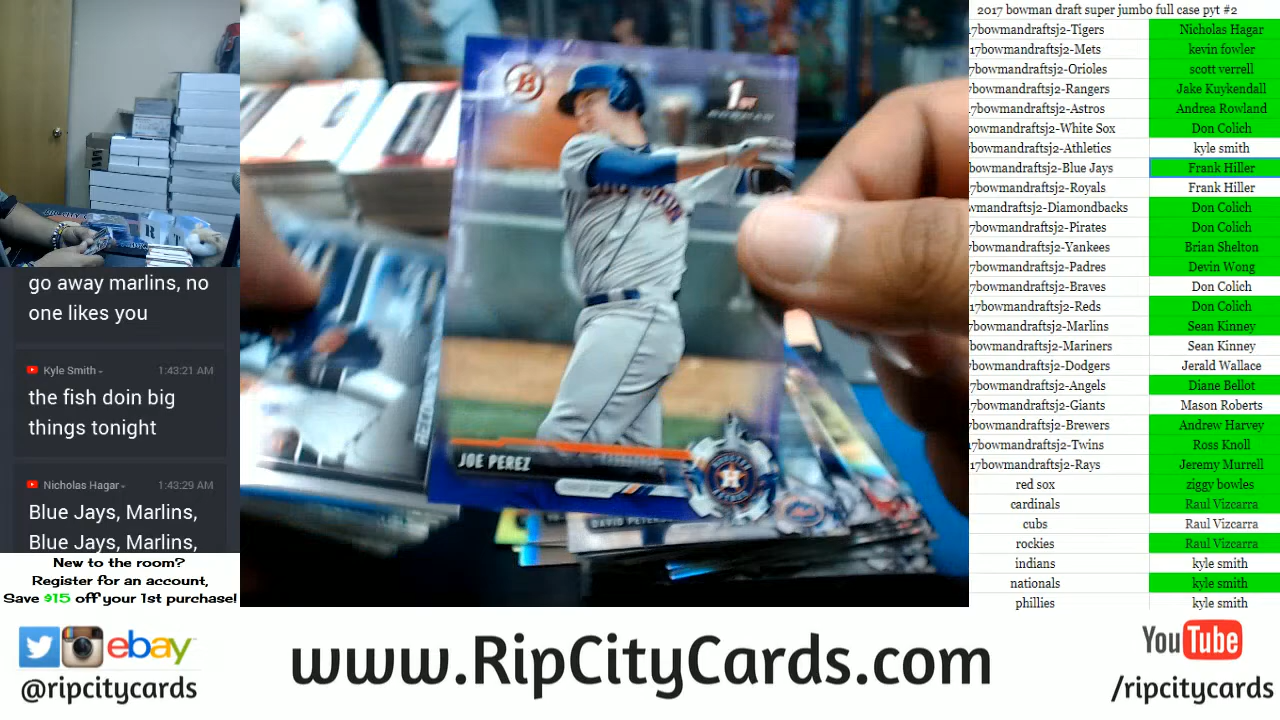 2017 bowman draft super jumbo full case pyt #2
17bowmandraftsj2-Tigers Nicholas Hagar
7bowmandraftsj2-Mets kevin fowler
7bowmandraftsj2-Orioles scott verrell
7bowmandraftsj2-Rangers Jake Kuykendall
7bowmandraftsj2-Astros Andrea Rowland
bowmandraftsj2-White Sox Don Colich
7bowmandraftsj2-Athletics kyle smith
bowmandraftsj2-Blue Jays Frank Hiller
7bowmandraftsj2-Royals Frank Hiller
wmandraftsj2-Diamondbacks Don Colich
7bowmandraftsj2-Pirates Don Colich
7bowmandraftsj2-Yankees Brian Shelton
7bowmandraftsj2-Padres Devin Wong
7bowmandraftsj2-Braves Don Colich
17bowmandraftsj2-Reds Don Colich
7bowmandraftsj2-Marlins Sean Kinney
bowmandraftsj2-Mariners Sean Kinney
7bowmandraftsj2-Dodgers Jerald Wallace
7bowmandraftsj2-Angels Diane Bellot
7bowmandraftsj2-Giants Mason Roberts
7bowmandraftsj2-Brewers Andrew Harvey
17bowmandraftsj2-Twins Ross Knoll
17bowmandraftsj2-Rays Jeremy Murrell
red sox ziggy bowles
cardinals Raul Vizcarra
cubs Raul Vizcarra
rockies Raul Vizcarra
indians kyle smith
nationals kyle smith
phillies kyle smith
go away marlins, no
one likes you
Kyle Smith 1:43:21 AM
the fish doin big
things tonight
Nicholas Hagar 1:43:29 AM
Blue Jays, Marlins,
Blue Jays, Marlins,
New to the room?
Register for an account,
Save $15 off your 1st purchase!
B
1ST
BOWMAN
HOUSTON
JOE PEREZ
DAVID PETERSON
ebay
@ripcitycards
www.RipCityCards.com
YouTube
/ripcitycards